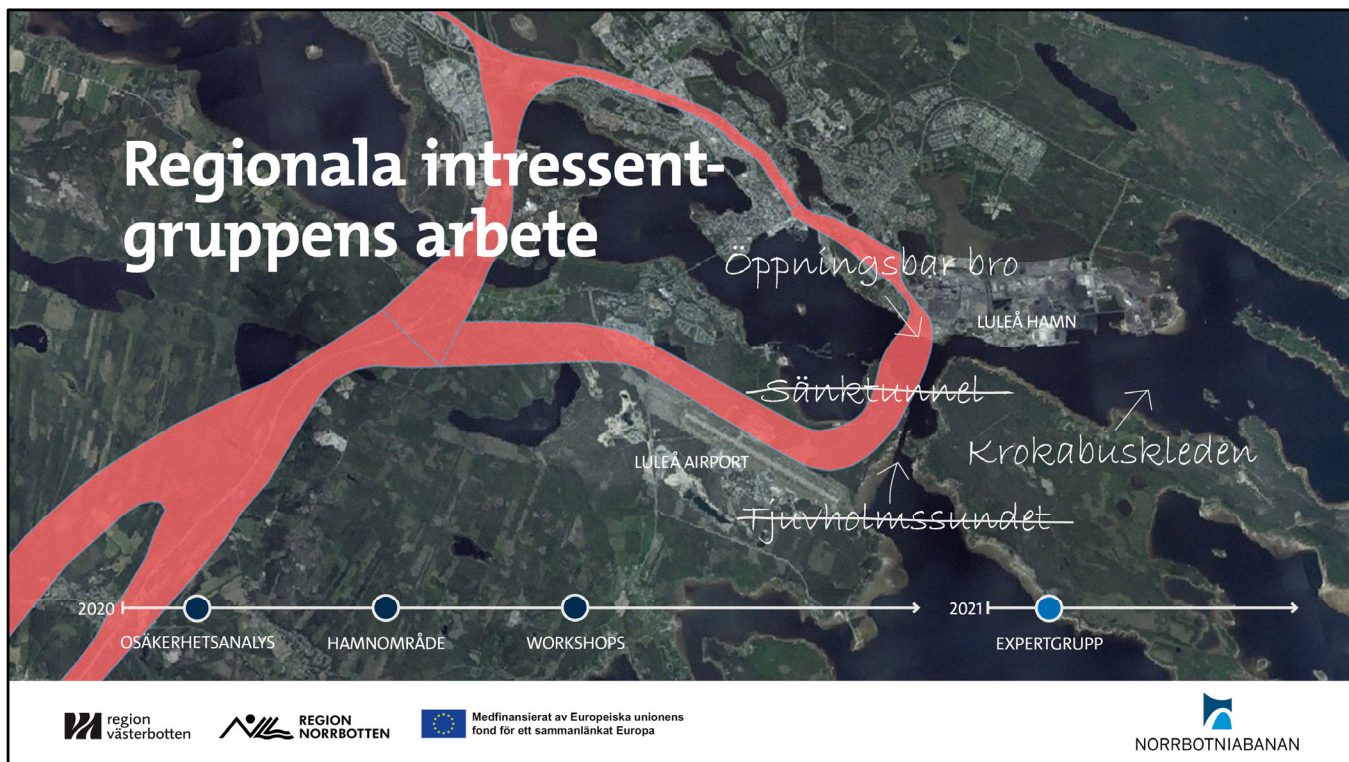 Regionala intressent-
gruppens arbete
Öppningsbar bro
LULEÅ HAMN
Sänktunnel
Krokabuskleden
LULEÅ AIRPORT
Tjuvholmssundet
2020
2021
OSÄKERHETSANALYS
HAMNOMRÅDE
WORKSHOPS
EXPERTGRUPP
region
västerbotten
REGION
NORRBOTTEN
Medfinansierat av Europeiska unionens
fond för ett sammanlänkat Europa
NORRBOTNIABANAN